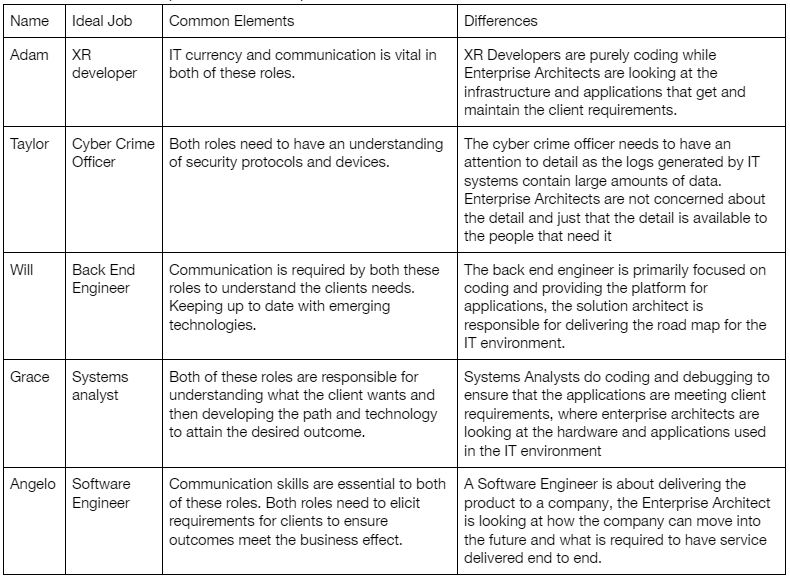 Name Ideal Job Common Elements Differences
Adam
XR
developer
IT currency and communication is vital in
both of these roles.
XR Developers are purely coding while
Enterprise Architects are looking at the
infrastructure and applications that get and
maintain the client requirements.
Taylor
Cyber Crime
Officer
Both roles need to have an understanding
of security protocols and devices.
The cyber crime officer needs to have an
attention to detail as the logs generated by IT
systems contain large amounts of data.
Enterprise Architects are not concerned about
the detail and just that the detail is available to
the people that need it
Will
Back End
Engineer
Communication is required by both these
roles to understand the clients needs.
Keeping up to date with emerging
technologies.
The back end engineer is primarily focused on
coding and providing the platform for
applications, the solution architect is
responsible for delivering the road map for the
IT environment.
Grace
Systems
analyst
Both of these roles are responsible for
understanding what the client wants and
then developing the path and technology
to attain the desired outcome.
Systems Analysts do coding and debugging to
ensure that the applications are meeting client
requirements, where enterprise architects are
looking at the hardware and applications used
in the IT environment
Angelo
Software
Engineer
Communication skills are essential to both
of these roles. Both roles need to elicit
requirements for clients to ensure
outcomes meet the business effect.
A Software Engineer is about delivering the
product to a company, the Enterprise Architect
is looking at how the company can move into
the future and what is required to have service
delivered end to end.